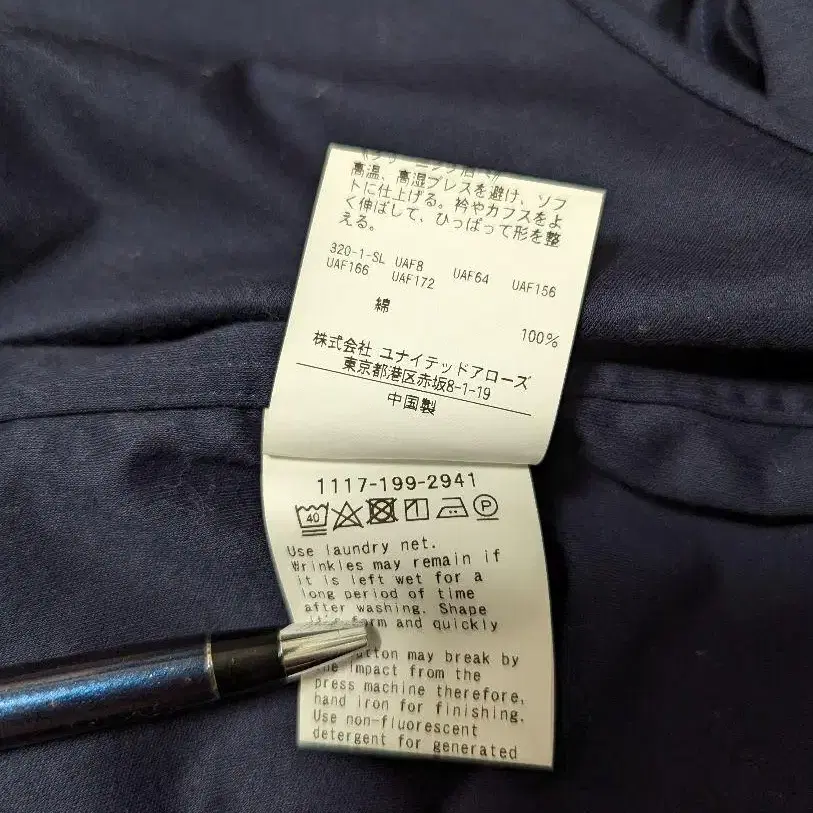 高温、高湿プレスを避け、ソフ
トに仕上げる。衿やカフスをよ
く伸ばして、ひっぱって形を整
える。
320-1-SL UAF8 UAF64 UAF156
UAF166 UAF172
綿
100%
株式会社 ユナイテッドアローズ
東京都港区赤坂8-1-19
中国製
1117-199-2941
40
Use laundry net.
Wrinkles may remain if
it is left wet for a
long period of time
after washing. Shape
form and quickly
button may break by
the impact from the
press machine therefore,
hand iron for finishing.
Use non-fluorescent
detergent for generated